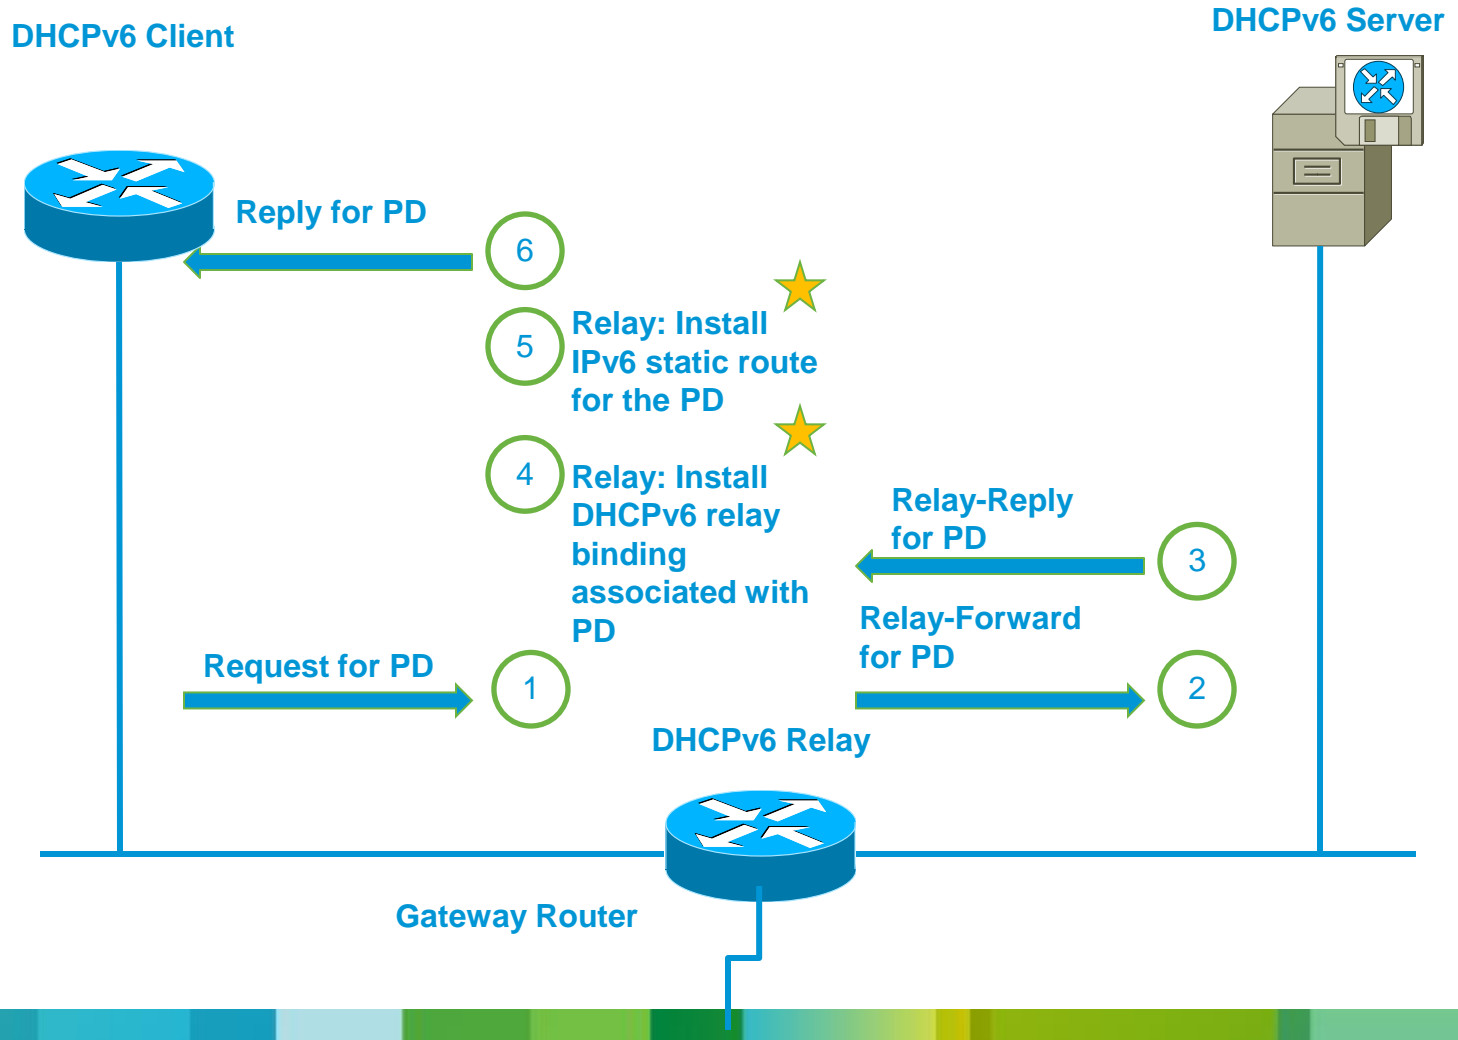 DHCPv6 Client
DHCPv6 Server
Reply for PD
6
5
Relay: Install
IPv6 static route
for the PD
4
Relay: Install
DHCPv6 relay
binding
associated with
PD
Relay-Reply
for PD
3
Relay-Forward
for PD
Request for PD
1
2
DHCPv6 Relay
Gateway Router